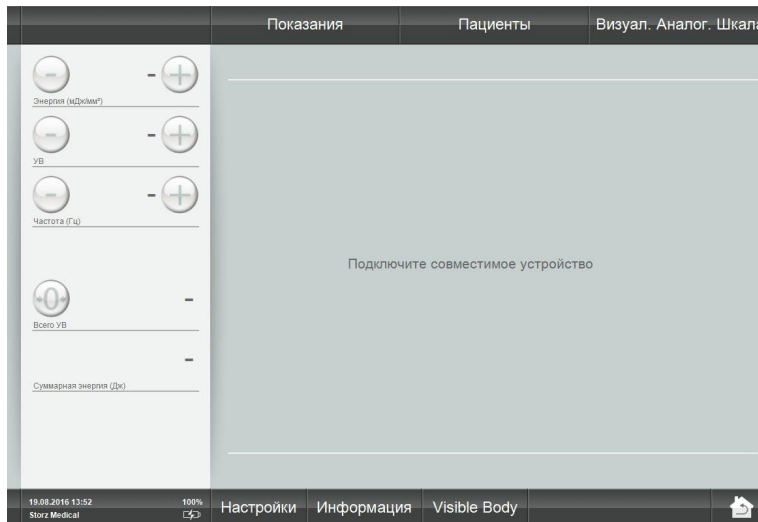 Показания Пациенты Визуал. Аналог. Шкала
- +
-
Энергия (мДж/мм²)
- +
-
УВ
- +
-
Частота (Гц)
Подключите совместимое устройство
0 -
Всего УВ
-
Суммарная энергия (Дж)
19.08.2016 13:52 100%
Storz Medical
Настройки Информация Visible Body